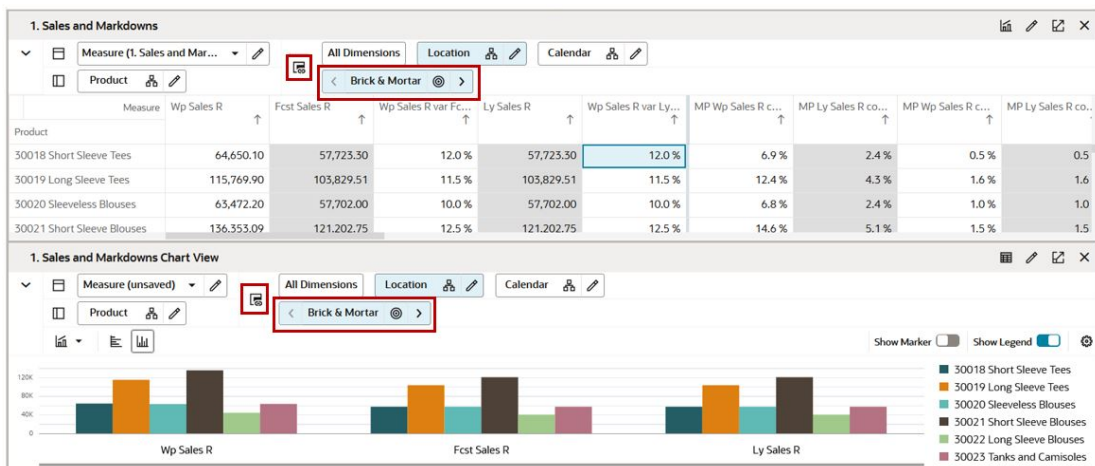 1. Sales and Markdowns
Measure (1. Sales and Mar...
All Dimensions Location Calendar
Product
Brick & Mortar
Measure Wp Sales R Fcst Sales R Wp Sales R var Fc... Ly Sales R Wp Sales R var Ly... MP Wp Sales R c... MP Ly Sales R co... MP Wp Sales R c... MP Ly Sales R co...
Product
30018 Short Sleeve Tees 64,650.10 57,723.30 12.0 % 57,723.30 12.0 % 6.9 % 2.4 % 0.5 % 0.5
30019 Long Sleeve Tees 115,769.90 103,829.51 11.5 % 103,829.51 11.5 % 12.4 % 4.3 % 1.6 % 1.6
30020 Sleeveless Blouses 63,472.20 57,702.00 10.0 % 57,702.00 10.0 % 6.8 % 2.4 % 1.0 % 1.0
30021 Short Sleeve Blouses 136,353.09 121,202.75 12.5 % 121,202.75 12.5 % 14.6 % 5.1 % 1.5 % 1.5
1. Sales and Markdowns Chart View
Measure (unsaved)
All Dimensions Location Calendar
Product
Brick & Mortar
Show Marker Show Legend
120K
80K
40K
0
Wp Sales R Fcst Sales R Ly Sales R
30018 Short Sleeve Tees
30019 Long Sleeve Tees
30020 Sleeveless Blouses
30021 Short Sleeve Blouses
30022 Long Sleeve Blouses
30023 Tanks and Camisoles